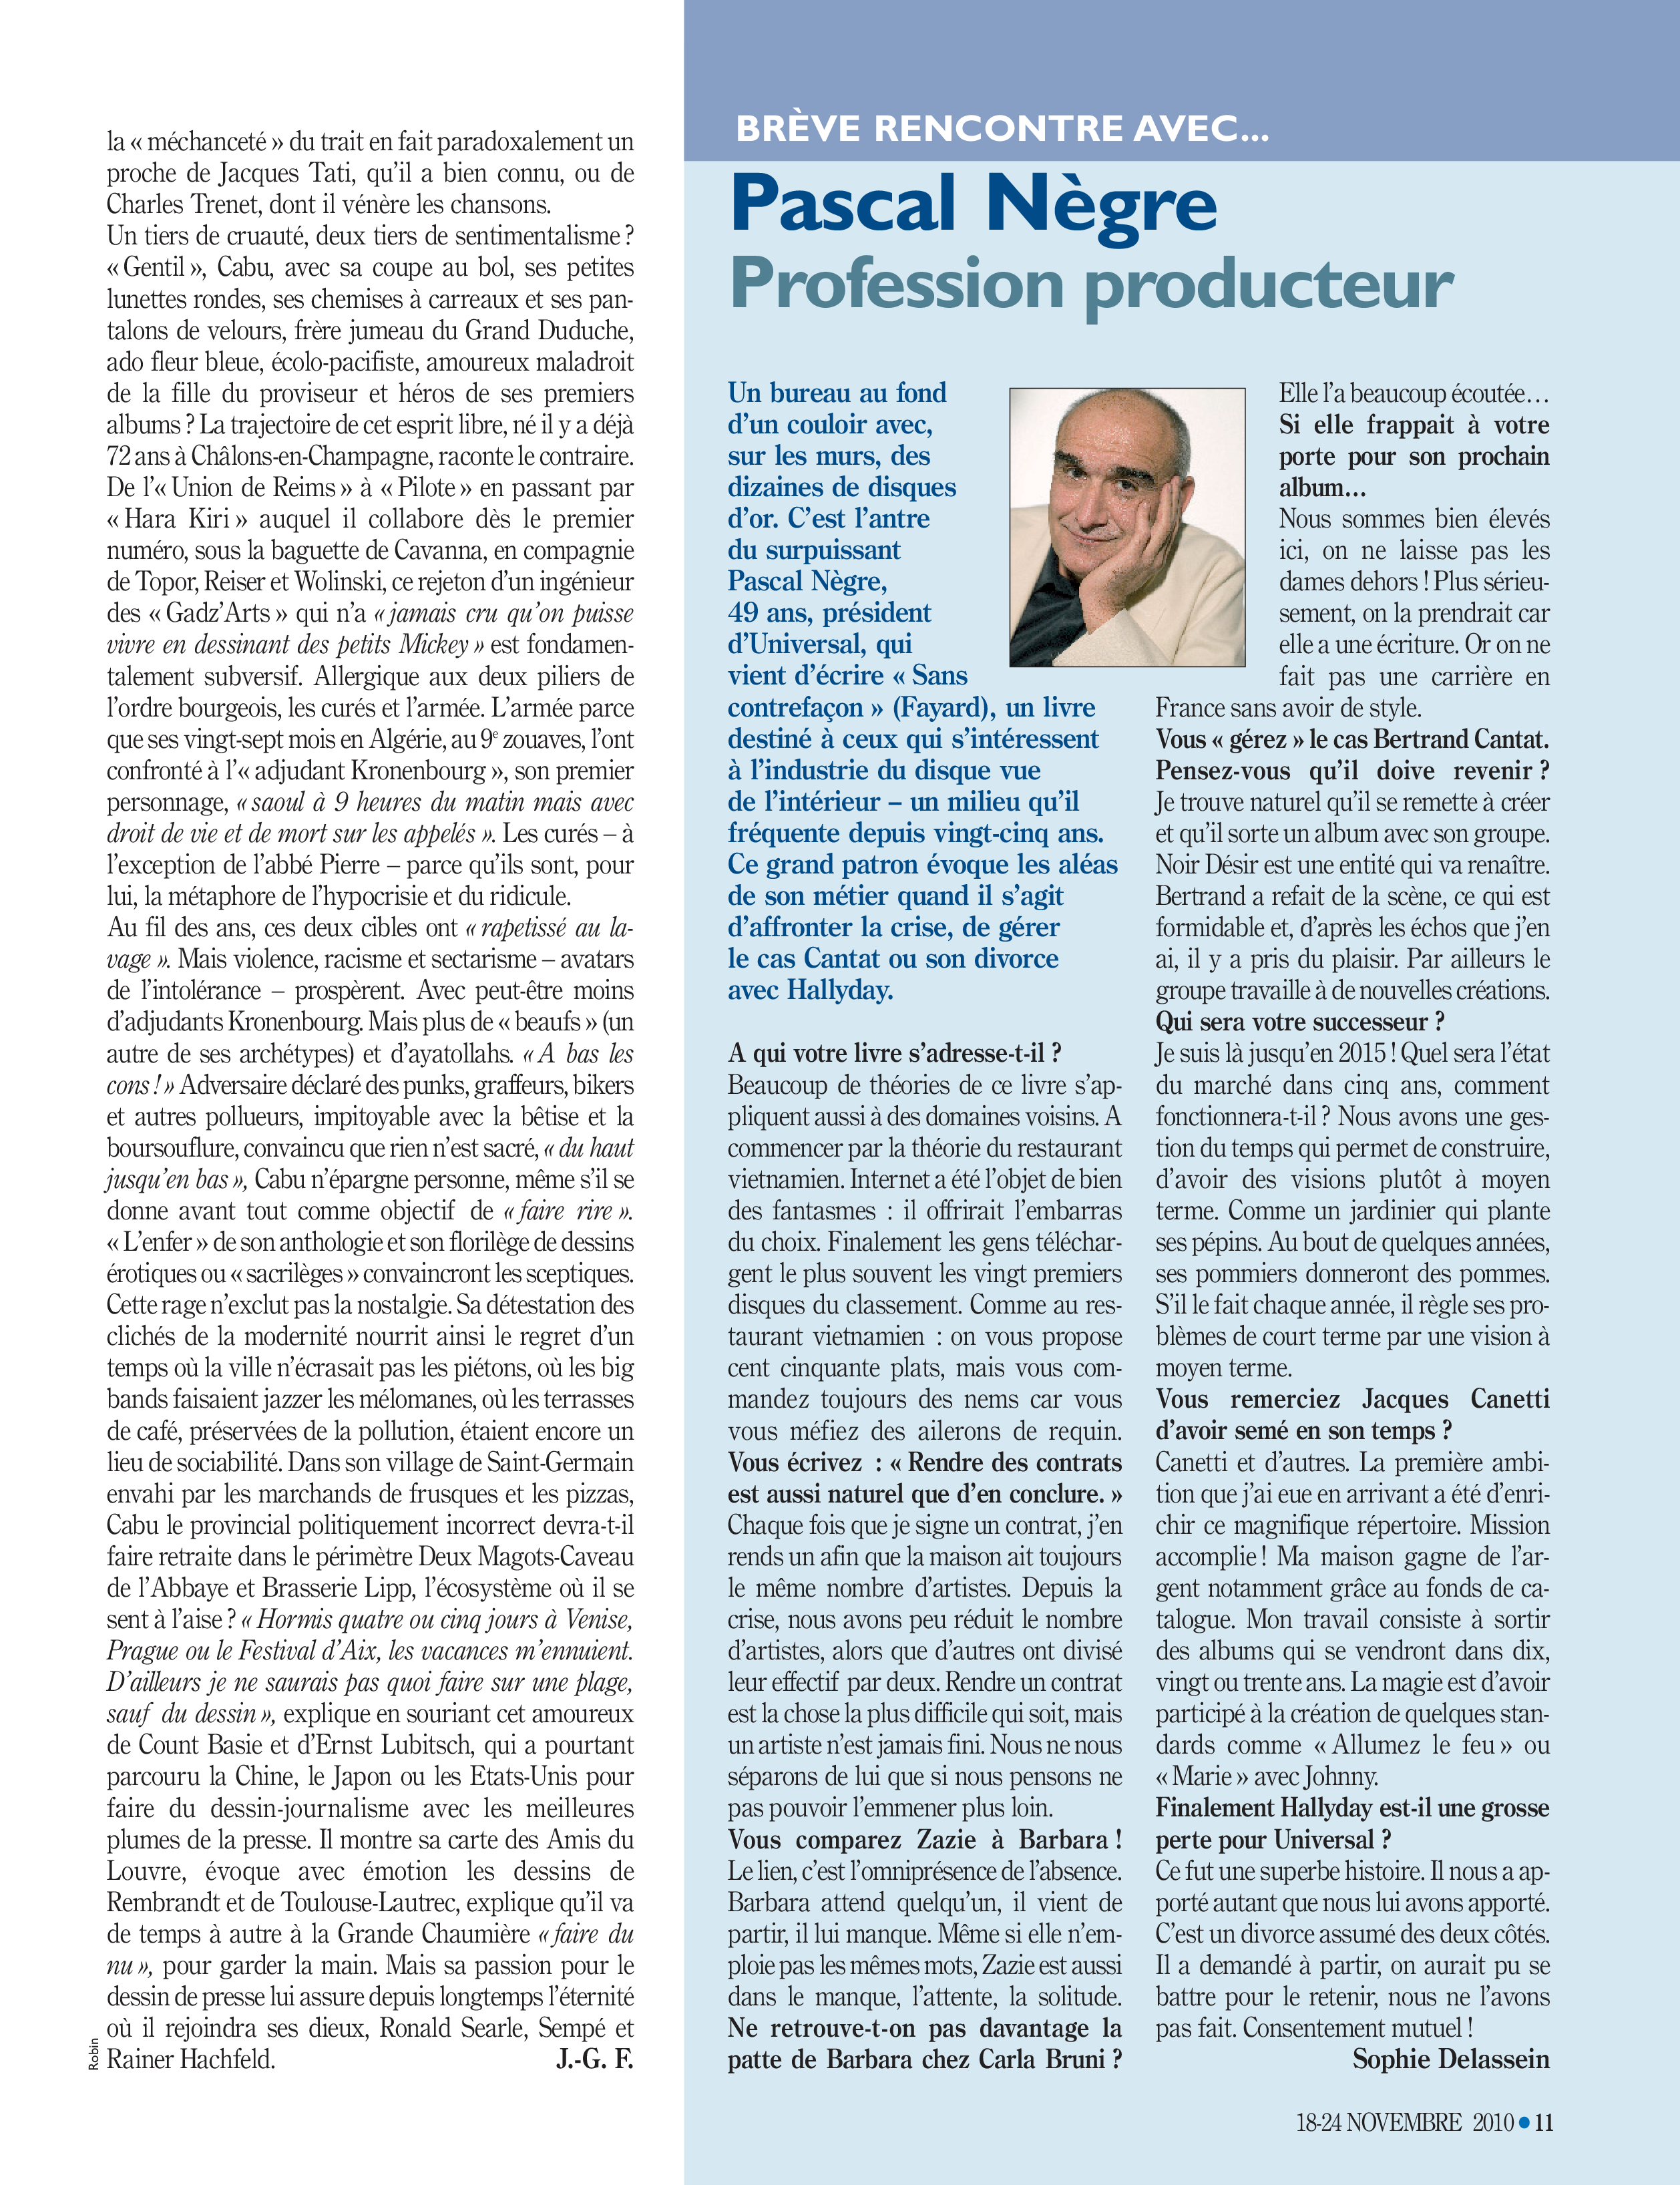 la « méchanceté » du trait en fait paradoxalement un
proche de Jacques Tati, qu’il a bien connu, ou de
Charles Trenet, dont il vénère les chansons.
Un tiers de cruauté, deux tiers de sentimentalisme ?
« Gentil », Cabu, avec sa coupe au bol, ses petites
lunettes rondes, ses chemises à carreaux et ses pan-
talons de velours, frère jumeau du Grand Duduche,
ado fleur bleue, écolo-pacifiste, amoureux maladroit
de la fille du proviseur et héros de ses premiers
albums ? La trajectoire de cet esprit libre, né il y a déjà
72 ans à Châlons-en-Champagne, raconte le contraire.
De l’« Union de Reims » à « Pilote » en passant par
« Hara Kiri » auquel il collabore dès le premier
numéro, sous la baguette de Cavanna, en compagnie
de Topor, Reiser et Wolinski, ce rejeton d’un ingénieur
des « Gadz’Arts » qui n’a « jamais cru qu’on puisse
vivre en dessinant des petits Mickey » est fondamen-
talement subversif. Allergique aux deux piliers de
l’ordre bourgeois, les curés et l’armée. L’armée parce
que ses vingt-sept mois en Algérie, au 9e zouaves, l’ont
confronté à l’« adjudant Kronenbourg », son premier
personnage, « saoul à 9 heures du matin mais avec
droit de vie et de mort sur les appelés ». Les curés – à
l’exception de l’abbé Pierre – parce qu’ils sont, pour
lui, la métaphore de l’hypocrisie et du ridicule.
Au fil des ans, ces deux cibles ont « rapetissé au la-
vage ». Mais violence, racisme et sectarisme – avatars
de l’intolérance – prospèrent. Avec peut-être moins
d’adjudants Kronenbourg. Mais plus de « beaufs » (un
autre de ses archétypes) et d’ayatollahs. « A bas les
cons ! » Adversaire déclaré des punks, graffeurs, bikers
et autres pollueurs, impitoyable avec la bêtise et la
boursouflure, convaincu que rien n’est sacré, « du haut
jusqu’en bas », Cabu n’épargne personne, même s’il se
donne avant tout comme objectif de « faire rire ».
« L’enfer » de son anthologie et son florilège de dessins
érotiques ou « sacrilèges » convaincront les sceptiques.
Cette rage n’exclut pas la nostalgie. Sa détestation des
clichés de la modernité nourrit ainsi le regret d’un
temps où la ville n’écrasait pas les piétons, où les big
bands faisaient jazzer les mélomanes, où les terrasses
de café, préservées de la pollution, étaient encore un
lieu de sociabilité. Dans son village de Saint-Germain
envahi par les marchands de frusques et les pizzas,
Cabu le provincial politiquement incorrect devra-t-il
faire retraite dans le périmètre Deux Magots-Caveau
de l’Abbaye et Brasserie Lipp, l’écosystème où il se
sent à l’aise ? « Hormis quatre ou cinq jours à Venise,
Prague ou le Festival d’Aix, les vacances m’ennuient.
D’ailleurs je ne saurais pas quoi faire sur une plage,
sauf du dessin », explique en souriant cet amoureux
de Count Basie et d’Ernst Lubitsch, qui a pourtant
parcouru la Chine, le Japon ou les Etats-Unis pour
faire du dessin-journalisme avec les meilleures
plumes de la presse. Il montre sa carte des Amis du
Louvre, évoque avec émotion les dessins de
Rembrandt et de Toulouse-Lautrec, explique qu’il va
de temps à autre à la Grande Chaumière « faire du
nu », pour garder la main. Mais sa passion pour le
dessin de presse lui assure depuis longtemps l’éternité
où il rejoindra ses dieux, Ronald Searle, Sempé et
Rainer Hachfeld. J.-G. F.
Robin
BRÈVE RENCONTRE AVEC...
Pascal Nègre
Profession producteur
Un bureau au fond
d’un couloir avec,
sur les murs, des
dizaines de disques
d’or. C’est l’antre
du surpuissant
Pascal Nègre,
49 ans, président
d’Universal, qui
vient d’écrire « Sans
contrefaçon » (Fayard), un livre
destiné à ceux qui s’intéressent
à l’industrie du disque vue
de l’intérieur – un milieu qu’il
fréquente depuis vingt-cinq ans.
Ce grand patron évoque les aléas
de son métier quand il s’agit
d’affronter la crise, de gérer
le cas Cantat ou son divorce
avec Hallyday.
A qui votre livre s’adresse-t-il ?
Beaucoup de théories de ce livre s’ap-
pliquent aussi à des domaines voisins. A
commencer par la théorie du restaurant
vietnamien. Internet a été l’objet de bien
des fantasmes : il offrirait l’embarras
du choix. Finalement les gens téléchar-
gent le plus souvent les vingt premiers
disques du classement. Comme au res-
taurant vietnamien : on vous propose
cent cinquante plats, mais vous com-
mandez toujours des nems car vous
vous méfiez des ailerons de requin.
Vous écrivez : « Rendre des contrats
est aussi naturel que d’en conclure. »
Chaque fois que je signe un contrat, j’en
rends un afin que la maison ait toujours
le même nombre d’artistes. Depuis la
crise, nous avons peu réduit le nombre
d’artistes, alors que d’autres ont divisé
leur effectif par deux. Rendre un contrat
est la chose la plus difficile qui soit, mais
un artiste n’est jamais fini. Nous ne nous
séparons de lui que si nous pensons ne
pas pouvoir l’emmener plus loin.
Vous comparez Zazie à Barbara !
Le lien, c’est l’omniprésence de l’absence.
Barbara attend quelqu’un, il vient de
partir, il lui manque. Même si elle n’em-
ploie pas les mêmes mots, Zazie est aussi
dans le manque, l’attente, la solitude.
Ne retrouve-t-on pas davantage la
patte de Barbara chez Carla Bruni ?
Elle l’a beaucoup écoutée…
Si elle frappait à votre
porte pour son prochain
album…
Nous sommes bien élevés
ici, on ne laisse pas les
dames dehors ! Plus sérieu-
sement, on la prendrait car
elle a une écriture. Or on ne
fait pas une carrière en
France sans avoir de style.
Vous « gérez » le cas Bertrand Cantat.
Pensez-vous qu’il doive revenir ?
Je trouve naturel qu’il se remette à créer
et qu’il sorte un album avec son groupe.
Noir Désir est une entité qui va renaître.
Bertrand a refait de la scène, ce qui est
formidable et, d’après les échos que j’en
ai, il y a pris du plaisir. Par ailleurs le
groupe travaille à de nouvelles créations.
Qui sera votre successeur ?
Je suis là jusqu’en 2015 ! Quel sera l’état
du marché dans cinq ans, comment
fonctionnera-t-il ? Nous avons une ges-
tion du temps qui permet de construire,
d’avoir des visions plutôt à moyen
terme. Comme un jardinier qui plante
ses pépins. Au bout de quelques années,
ses pommiers donneront des pommes.
S’il le fait chaque année, il règle ses pro-
blèmes de court terme par une vision à
moyen terme.
Vous remerciez Jacques Canetti
d’avoir semé en son temps ?
Canetti et d’autres. La première ambi-
tion que j’ai eue en arrivant a été d’enri-
chir ce magnifique répertoire. Mission
accomplie ! Ma maison gagne de l’ar-
gent notamment grâce au fonds de ca-
talogue. Mon travail consiste à sortir
des albums qui se vendront dans dix,
vingt ou trente ans. La magie est d’avoir
participé à la création de quelques stan-
dards comme « Allumez le feu » ou
« Marie » avec Johnny.
Finalement Hallyday est-il une grosse
perte pour Universal ?
Ce fut une superbe histoire. Il nous a ap-
porté autant que nous lui avons apporté.
C’est un divorce assumé des deux côtés.
Il a demandé à partir, on aurait pu se
battre pour le retenir, nous ne l’avons
pas fait. Consentement mutuel !
Sophie Delassein
18-24 NOVEMBRE 2010 • 11